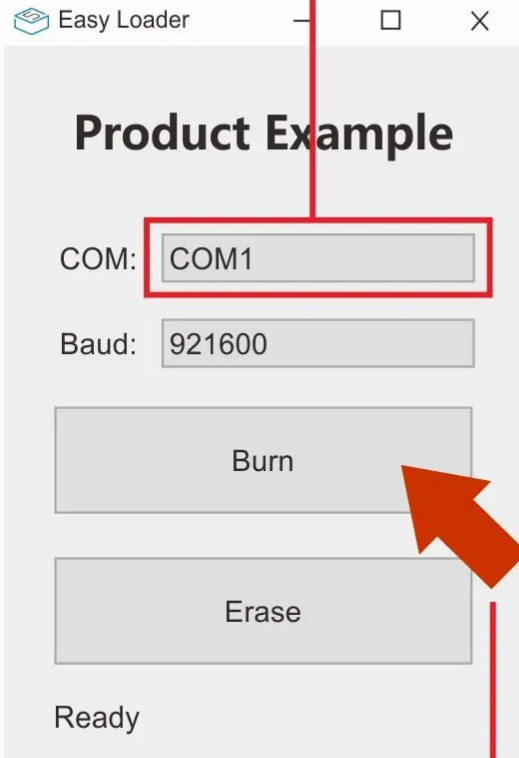 Easy Loader
Product Example
COM: COM1
Baud: 921600
Burn
Erase
Ready